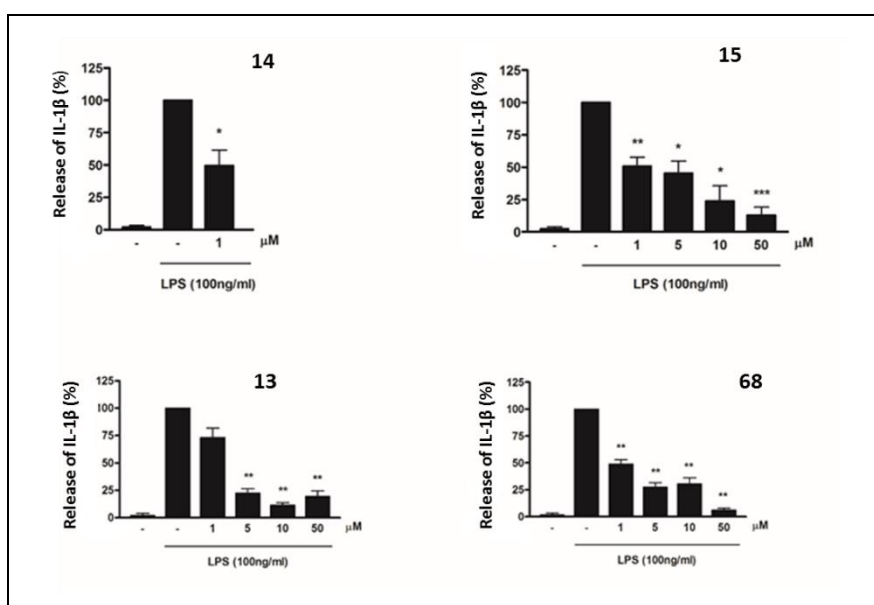 14
Release of IL-1β (%)
125
100
75
50
25
0
*
- - 1 μM
LPS (100ng/ml)
15
Release of IL-1β (%)
125
100
75
50
25
0
** * * ***
- - 1 5 10 50 μM
LPS (100ng/ml)
13
Release of IL-1β (%)
125
100
75
50
25
0
** ** **
- - 1 5 10 50 μM
LPS (100ng/ml)
68
Release of IL-1β (%)
125
100
75
50
25
0
** ** ** **
- - 1 5 10 50 μM
LPS (100ng/ml)